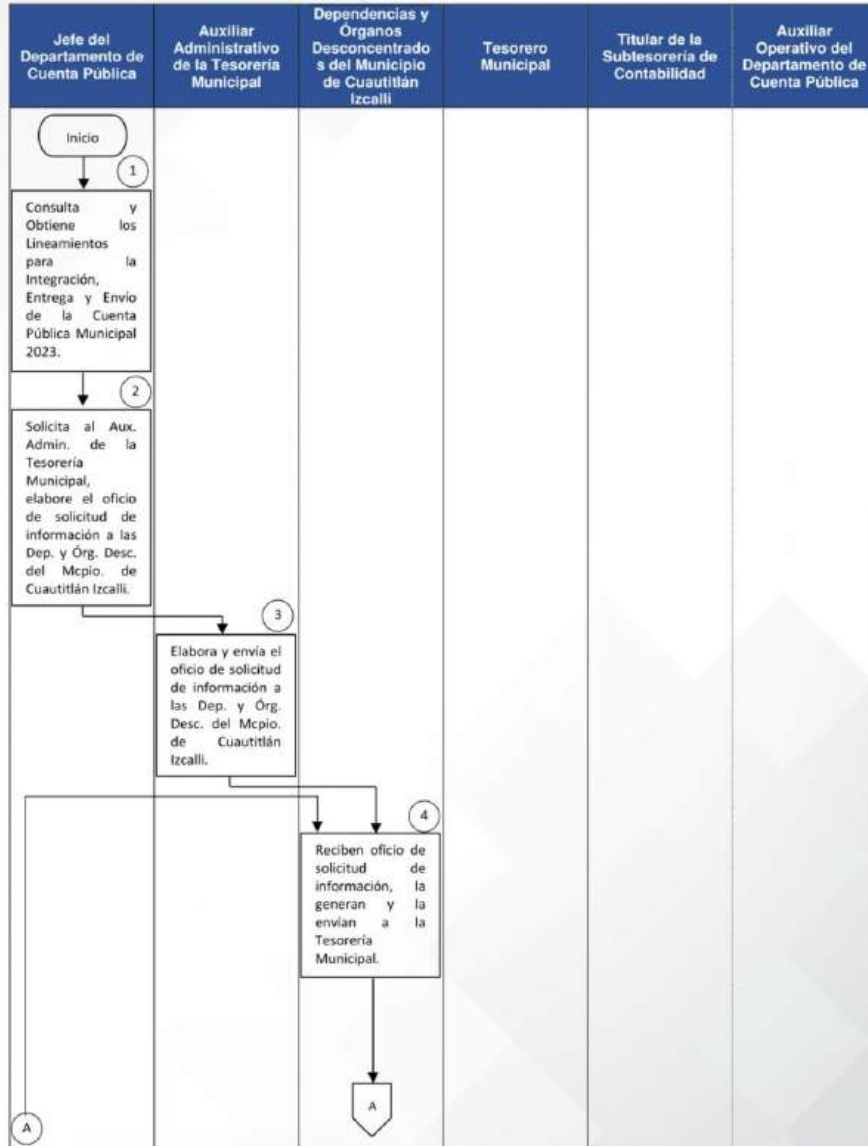 Jefe del
Departamento de
Cuenta Pública
Auxiliar
Administrativo
de la Tesorería
Municipal
Dependencias y
Órganos
Desconcentrado
s del Municipio
de Cuautitlán
Izcalli
Tesorero
Municipal
Titular de la
Subtesorería de
Contabilidad
Auxiliar
Operativo del
Departamento de
Cuenta Pública
Inicio
1
Consulta y
Obtiene los
Lineamientos
para la
Integración,
Entrega y Envío
de la Cuenta
Pública Municipal
2023.
2
Solicita al Aux.
Admin. de la
Tesorería
Municipal,
elabore el oficio
de solicitud de
información a las
Dep. y Órg. Desc.
del Mcpio. de
Cuautitlán Izcalli.
3
Elabora y envía el
oficio de solicitud
de información a
las Dep. y Órg.
Desc. del Mcpio.
de Cuautitlán
Izcalli.
4
Reciben oficio de
solicitud de
información, la
generan y la
envían a la
Tesorería
Municipal.
A
A